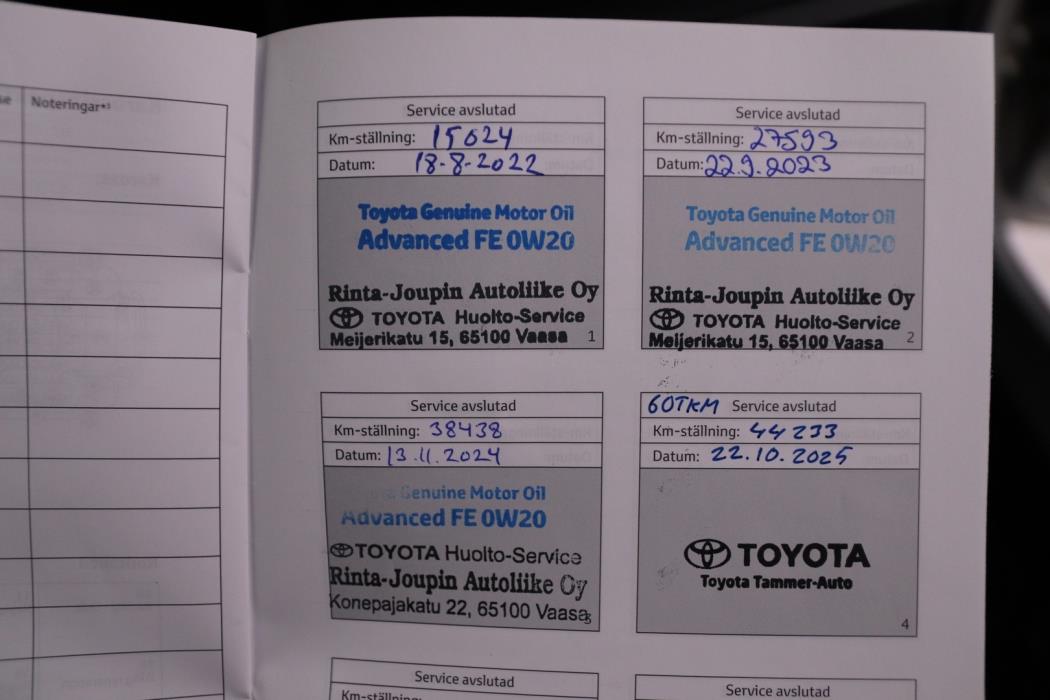 Noteringar*³
Service avslutad
Km-ställning: 15024
Datum: 18-8-2022
Toyota Genuine Motor Oil
Advanced FE 0W20
Rinta-Joupin Autoliike Oy
TOYOTA Huolto-Service
Meijerikatu 15, 65100 Vaasa
1
Service avslutad
Km-ställning: 27593
Datum: 22.9.2023
Toyota Genuine Motor Oil
Advanced FE 0W20
Rinta-Joupin Autoliike Oy
TOYOTA Huolto-Service
Meijerikatu 15, 65100 Vaasa
2
Service avslutad
Km-ställning: 38438
Datum: 13.11.2024
Genuine Motor Oil
Advanced FE 0W20
TOYOTA Huolto-Service
Rinta-Joupin Autoliike Oy
Konepajakatu 22, 65100 Vaasa
3
60TKM Service avslutad
Km-ställning: 44233
Datum: 22.10.2025
TOYOTA
Toyota Tammer-Auto
4
Service avslutad
Km-ställning:
Service avslutad